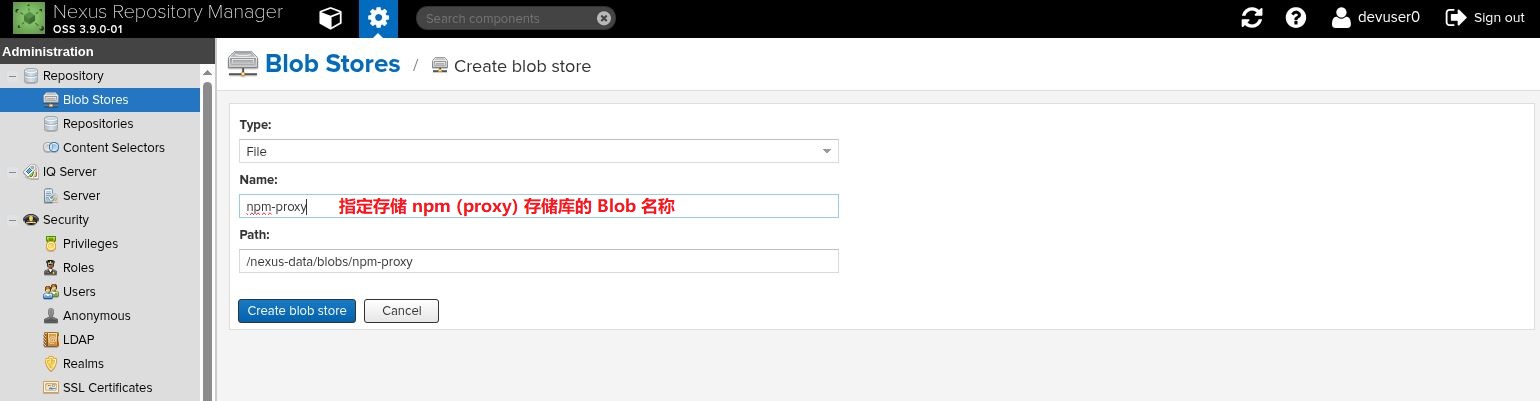 Nexus Repository Manager
OSS 3.9.0-01
Search components
devuser0
Sign out
Administration
Repository
Blob Stores
Repositories
Content Selectors
IQ Server
Server
Security
Privileges
Roles
Users
Anonymous
LDAP
Realms
SSL Certificates
Blob Stores / Create blob store
Type:
File
Name:
npm-proxy 指定存储 npm (proxy) 存储库的 Blob 名称
Path:
/nexus-data/blobs/npm-proxy
Create blob store Cancel